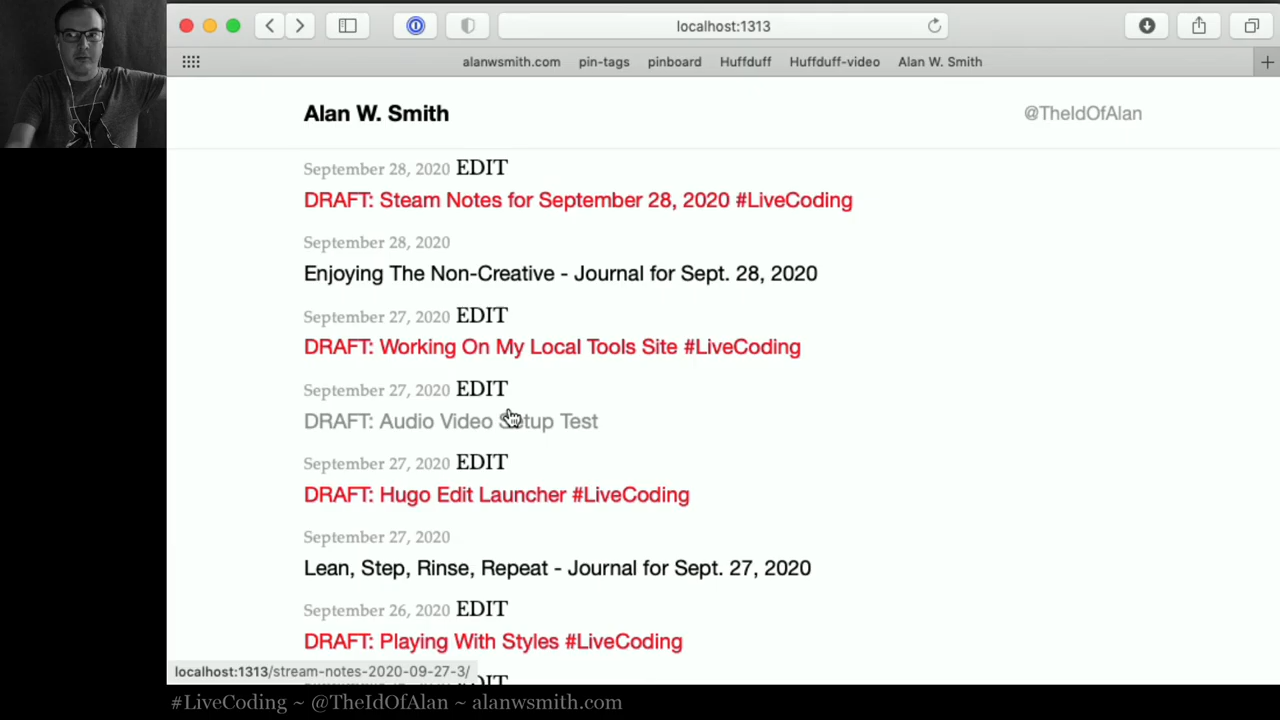 localhost:1313
alanwsmith.com pin-tags pinboard Huffduff Huffduff-video Alan W. Smith
Alan W. Smith @TheIdOfAlan
September 28, 2020 EDIT
DRAFT: Steam Notes for September 28, 2020 #LiveCoding
September 28, 2020
Enjoying The Non-Creative - Journal for Sept. 28, 2020
September 27, 2020 EDIT
DRAFT: Working On My Local Tools Site #LiveCoding
September 27, 2020 EDIT
DRAFT: Audio Video Setup Test
September 27, 2020 EDIT
DRAFT: Hugo Edit Launcher #LiveCoding
September 27, 2020
Lean, Step, Rinse, Repeat - Journal for Sept. 27, 2020
September 26, 2020 EDIT
DRAFT: Playing With Styles #LiveCoding
localhost:1313/stream-notes-2020-09-27-3/
EDIT
#LiveCoding ~ @TheIdOfAlan ~ alanwsmith.com